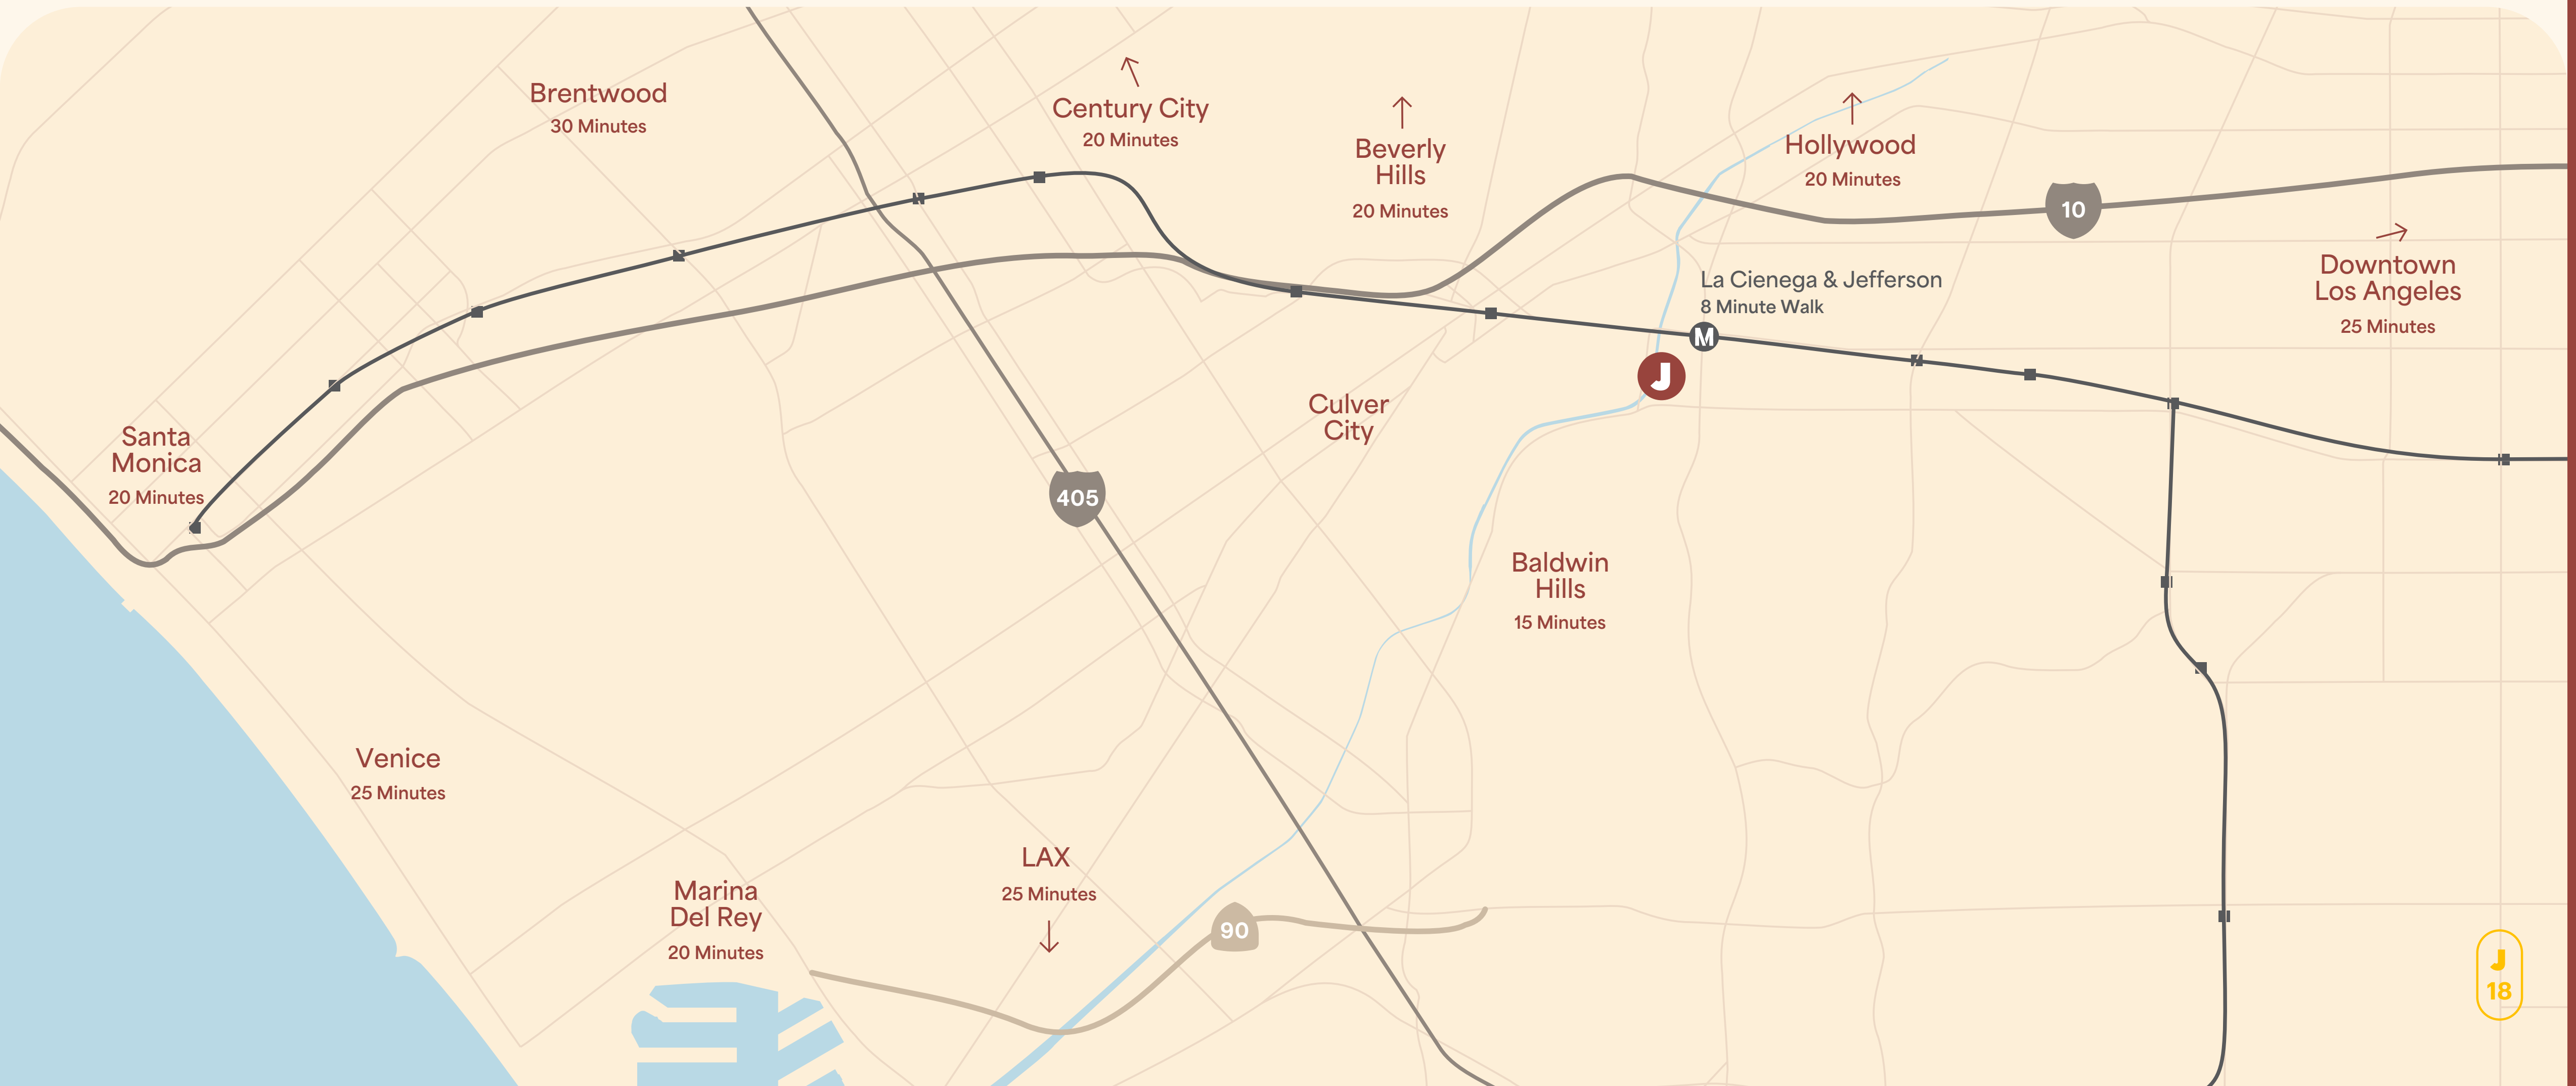 Brentwood
30 Minutes
Century City
20 Minutes
Beverly
Hills
20 Minutes
Hollywood
20 Minutes
10
Downtown
Los Angeles
25 Minutes
La Cienega & Jefferson
8 Minute Walk
M
J
Culver
City
Santa
Monica
20 Minutes
405
Baldwin
Hills
15 Minutes
Venice
25 Minutes
LAX
25 Minutes
Marina
Del Rey
20 Minutes
90
J
18